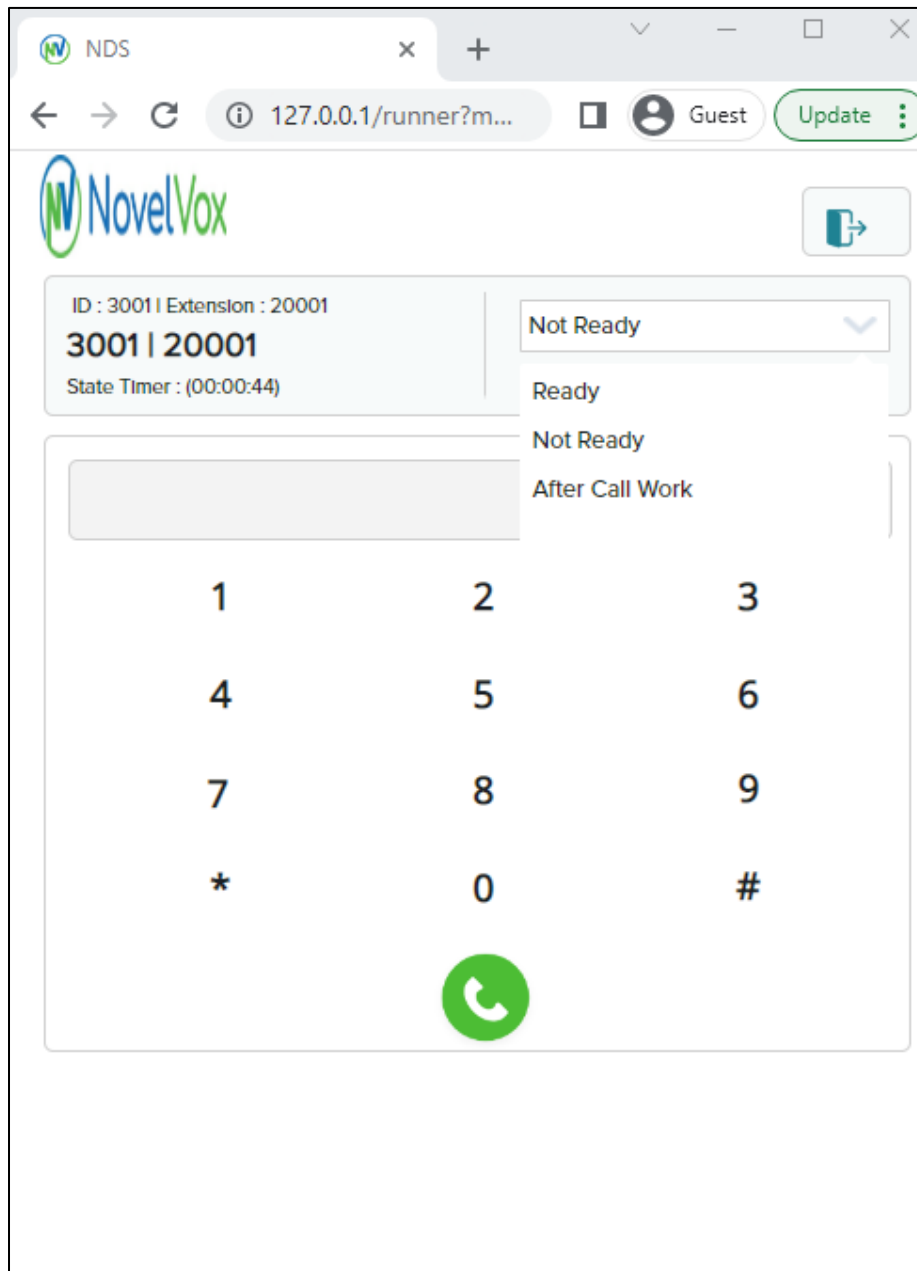 NDS
127.0.0.1/runner?m...
Guest
Update
NovelVox
ID : 3001 | Extension : 20001
3001 | 20001
State Timer : (00:00:44)
Not Ready
Ready
Not Ready
After Call Work
1 2 3
4 5 6
7 8 9
* 0 #